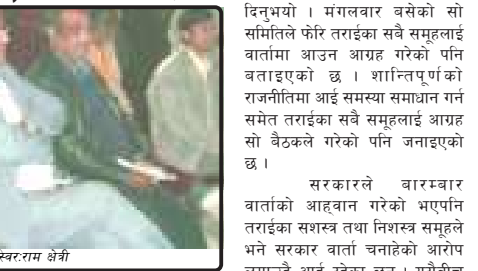 दिनुभयो । मंगलवार बसेको सो
समितिले फेरि तराईका सबै समूहलाई
वार्तामा आउन आग्रह गरेको पनि
बताइएको छ । शान्तिपूर्णको
राजनीतिमा आई समस्या समाधान गर्न
समेत तराईका सबै समूहलाई आग्रह
सो बैठकले गरेको पनि जनाइएको
छ ।
सरकारले बारम्बार
वार्ताको आह्वान गरेको भएपनि
तराईका सशस्त्र तथा निशस्त्र समूहले
भने सरकार वार्ता चनाहेको आरोप
राम क्षेत्री